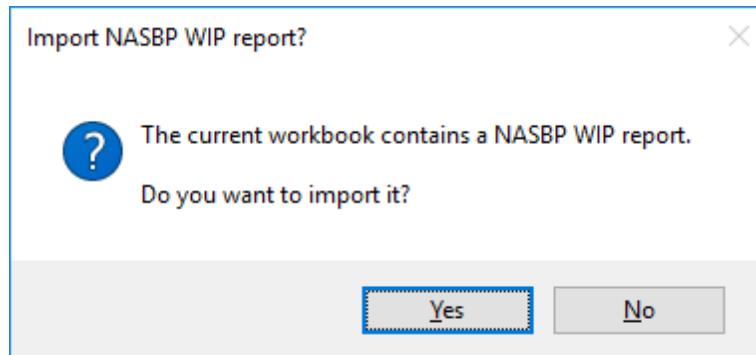 Import NASBP WIP report?
?
The current workbook contains a NASBP WIP report.
Do you want to import it?
Yes
No